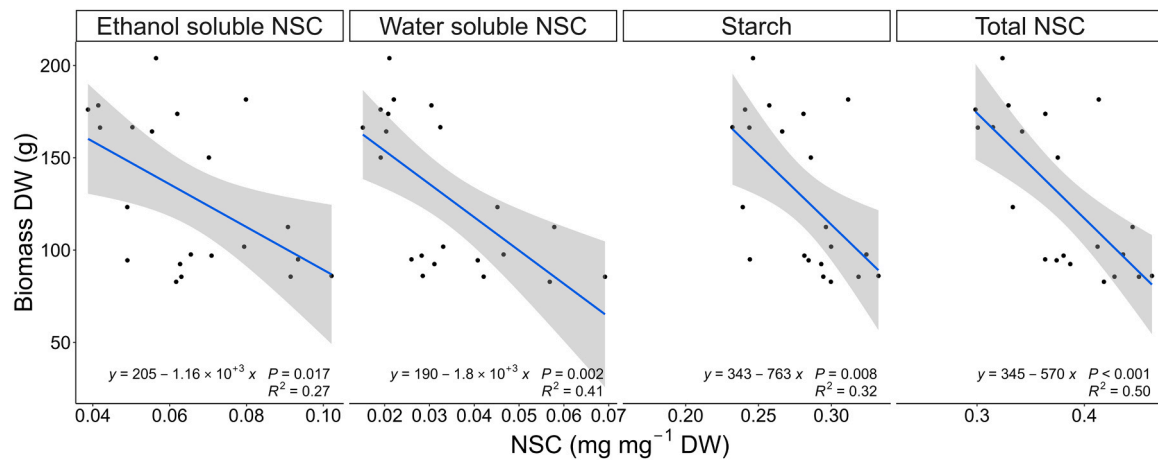 Ethanol soluble NSC Water soluble NSC Starch Total NSC
200
150
100
50
Biomass DW (g)
y = 205 − 1.16 × 10⁺³ x P = 0.017
R² = 0.27
y = 190 − 1.8 × 10⁺³ x P = 0.002
R² = 0.41
y = 343 − 763 x P = 0.008
R² = 0.32
y = 345 − 570 x P < 0.001
R² = 0.50
0.04 0.06 0.08 0.10 0.02 0.03 0.04 0.05 0.06 0.07 0.20 0.25 0.30 0.3 0.4
NSC (mg mg⁻¹ DW)